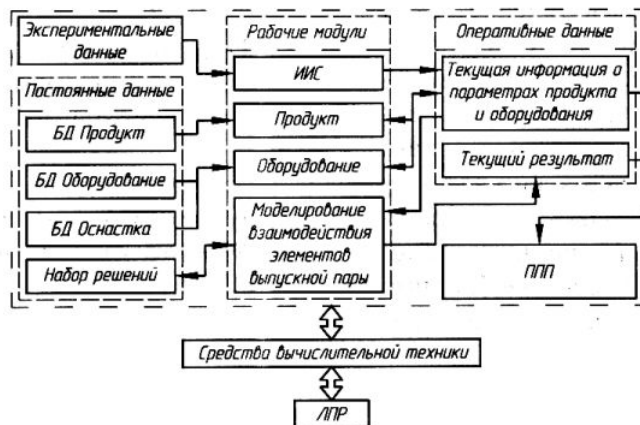 Экспериментальные
данные
Постоянные данные
БД Продукт
БД Оборудование
БД Оснастка
Набор решений
Рабочие модули
ИИС
Продукт
Оборудование
Моделирование
взаимодействия
элементов
выпускной пары
Оперативные данные
Текущая информация о
параметрах продукта
и оборудования
Текущий результат
ППП
Средства вычислительной техники
ЛПР